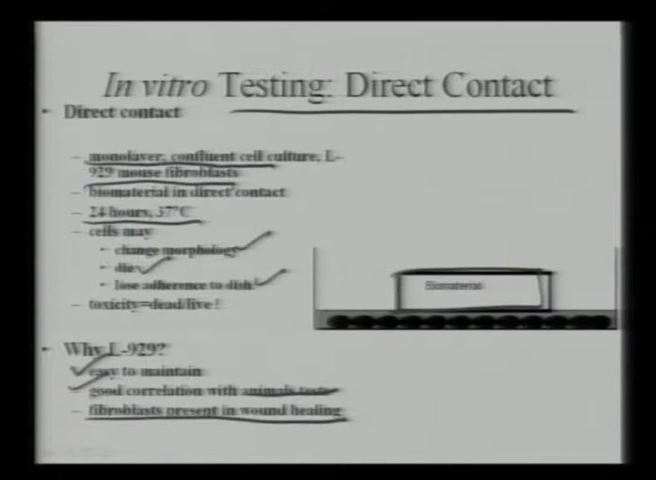 In vitro Testing: Direct Contact
• Direct contact
– monolayer, confluent cell culture, L-
929 mouse fibroblasts
– biomaterial in direct contact
– 24 hours, 37°C
– cells may
• change morphology
• die
• lose adherence to dish
– toxicity=dead/live!
Biomaterial
• Why L-929?
– easy to maintain
– good correlation with animals tests
– fibroblasts present in wound healing